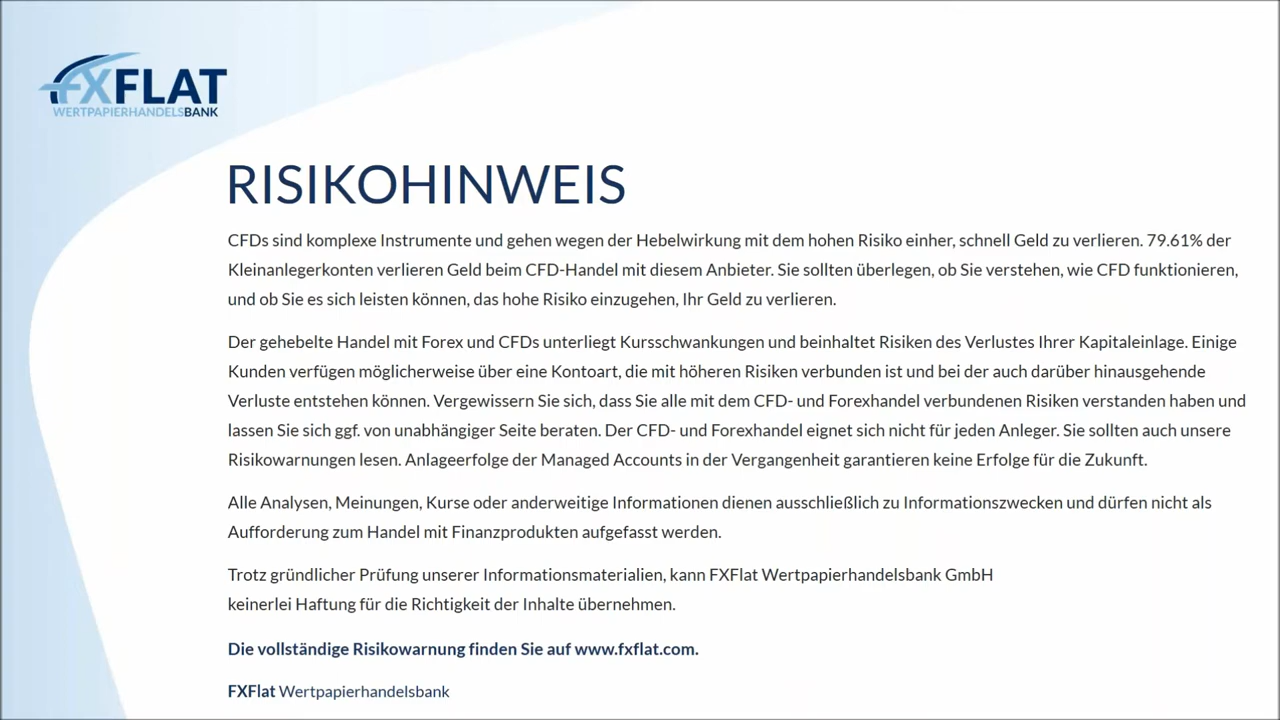 FXFLAT
WERTPAPIERHANDELSBANK
RISIKOHINWEIS
CFDs sind komplexe Instrumente und gehen wegen der Hebelwirkung mit dem hohen Risiko einher, schnell Geld zu verlieren. 79.61% der
Kleinanlegerkonten verlieren Geld beim CFD-Handel mit diesem Anbieter. Sie sollten überlegen, ob Sie verstehen, wie CFD funktionieren,
und ob Sie es sich leisten können, das hohe Risiko einzugehen, Ihr Geld zu verlieren.
Der gehebelte Handel mit Forex und CFDs unterliegt Kursschwankungen und beinhaltet Risiken des Verlustes Ihrer Kapitaleinlage. Einige
Kunden verfügen möglicherweise über eine Kontoart, die mit höheren Risiken verbunden ist und bei der auch darüber hinausgehende
Verluste entstehen können. Vergewissern Sie sich, dass Sie alle mit dem CFD- und Forexhandel verbundenen Risiken verstanden haben und
lassen Sie sich ggf. von unabhängiger Seite beraten. Der CFD- und Forexhandel eignet sich nicht für jeden Anleger. Sie sollten auch unsere
Risikowarnungen lesen. Anlageerfolge der Managed Accounts in der Vergangenheit garantieren keine Erfolge für die Zukunft.
Alle Analysen, Meinungen, Kurse oder anderweitige Informationen dienen ausschließlich zu Informationszwecken und dürfen nicht als
Aufforderung zum Handel mit Finanzprodukten aufgefasst werden.
Trotz gründlicher Prüfung unserer Informationsmaterialien, kann FXFlat Wertpapierhandelsbank GmbH
keinerlei Haftung für die Richtigkeit der Inhalte übernehmen.
Die vollständige Risikowarnung finden Sie auf www.fxflat.com.
FXFlat Wertpapierhandelsbank